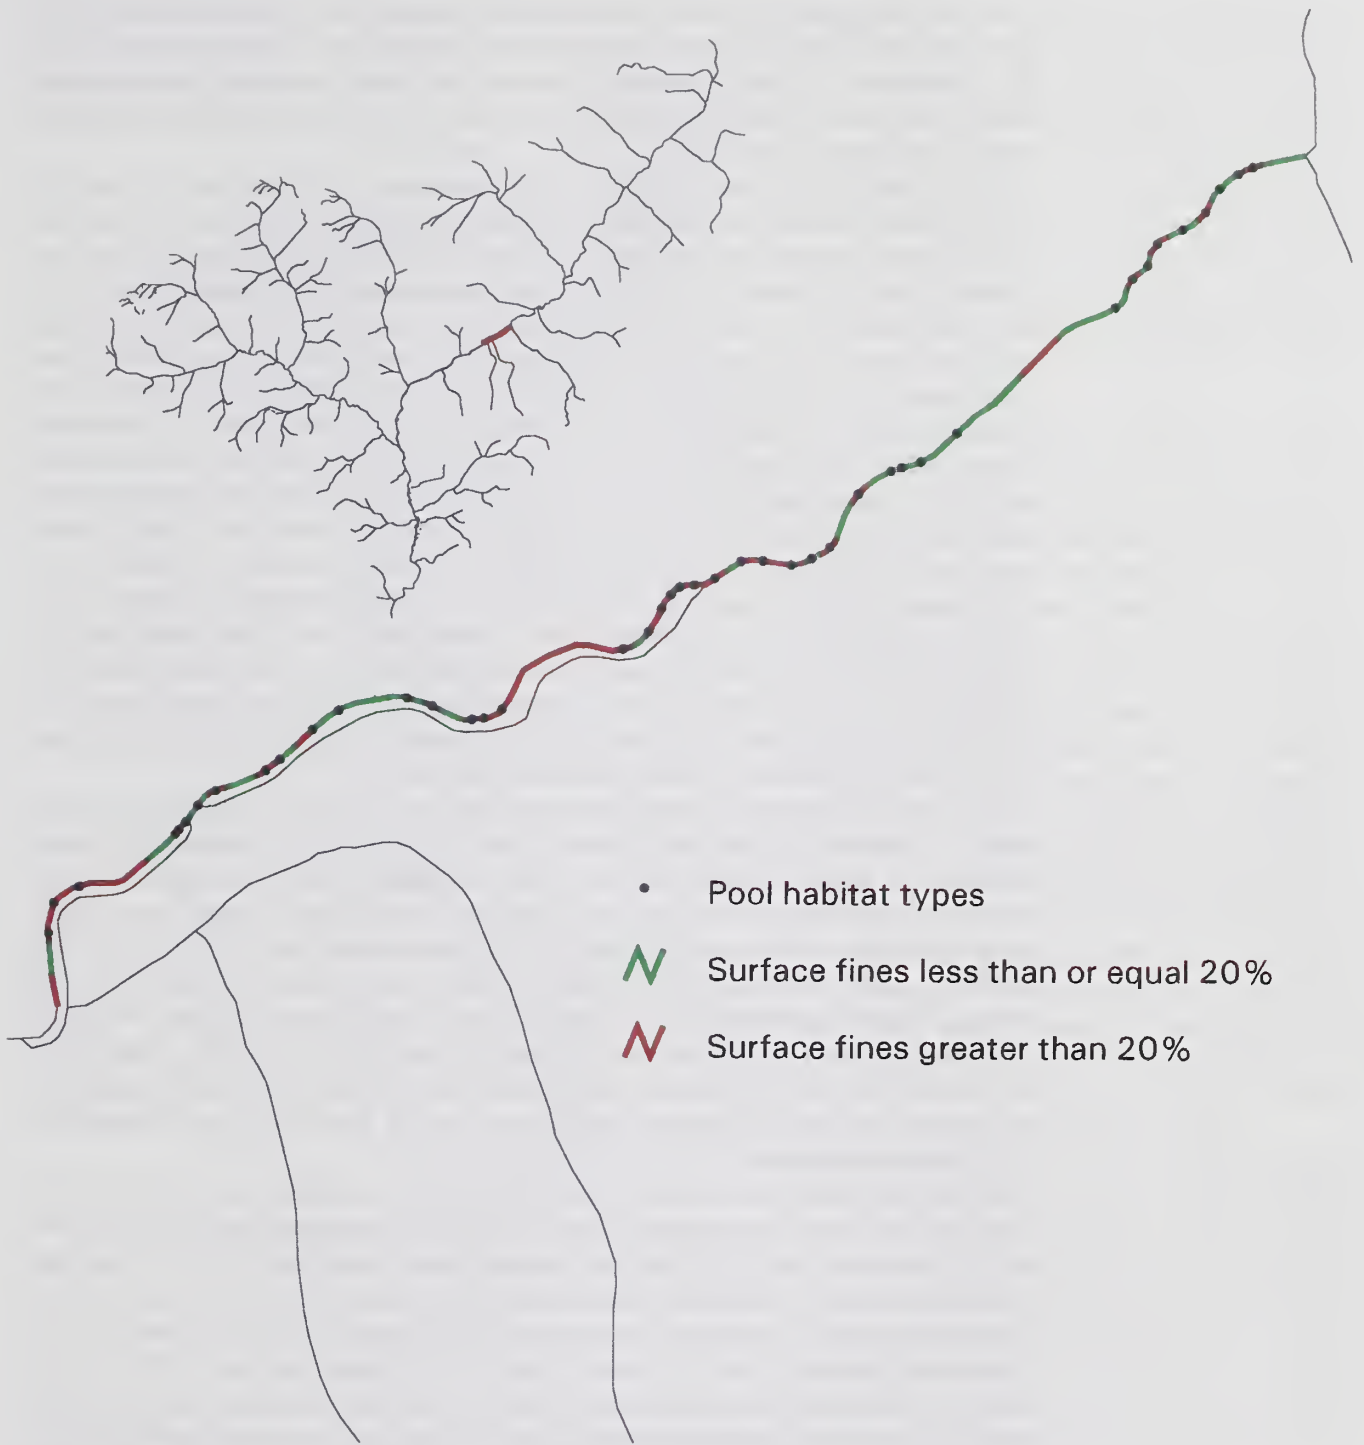 Pool habitat types
Surface fines less than or equal 20%
Surface fines greater than 20%